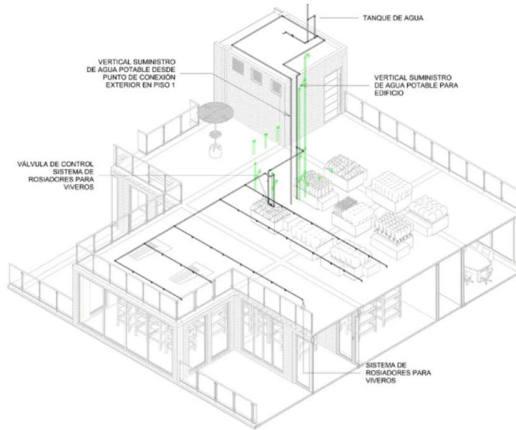 TANQUE DE AGUA
VERTICAL SUMINISTRO
DE AGUA POTABLE DESDE
PUNTO DE CONEXIÓN
EXTERIOR EN PISO 1
VERTICAL SUMINISTRO
DE AGUA POTABLE PARA
EDIFICIO
VÁLVULA DE CONTROL
SISTEMA DE
ROSIADORES PARA
VIVEROS
SISTEMA DE
ROSIADORES PARA
VIVEROS